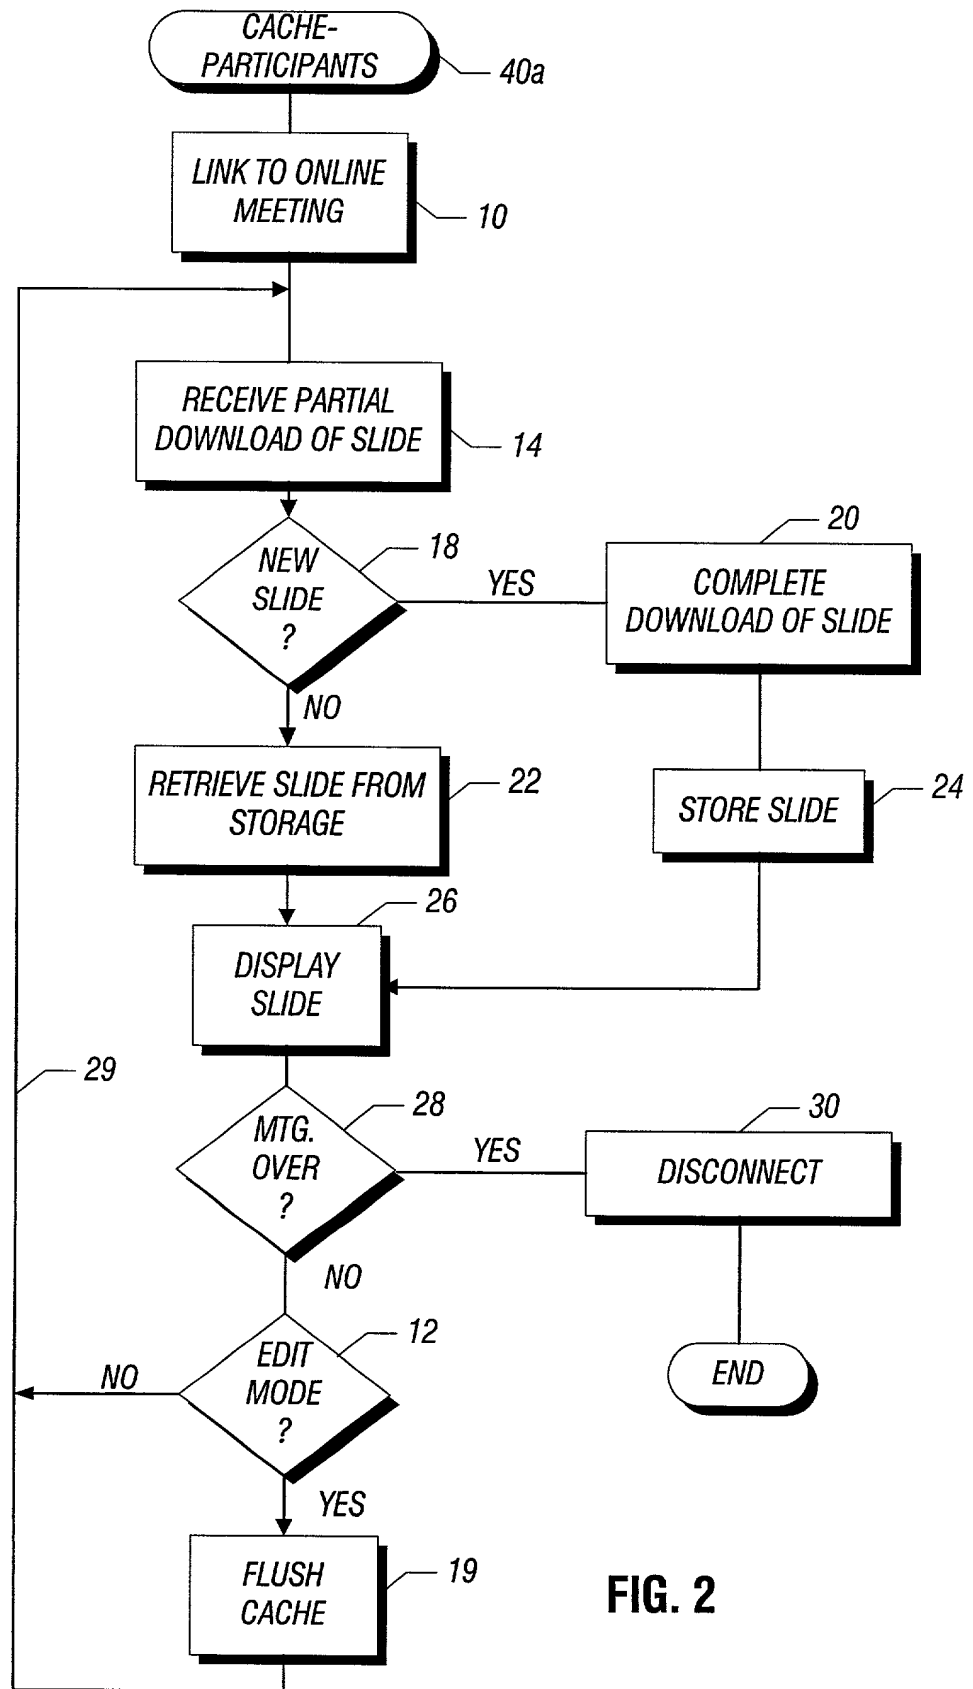 CACHE-
PARTICIPANTS
40a
LINK TO ONLINE
MEETING
10
RECEIVE PARTIAL
DOWNLOAD OF SLIDE
14
NEW
SLIDE
?
18
YES
20
COMPLETE
DOWNLOAD OF SLIDE
NO
RETRIEVE SLIDE FROM
STORAGE
22
STORE SLIDE
24
26
DISPLAY
SLIDE
29
MTG.
OVER
?
28
YES
30
DISCONNECT
NO
EDIT
MODE
?
12
NO
END
YES
FLUSH
CACHE
19
FIG. 2